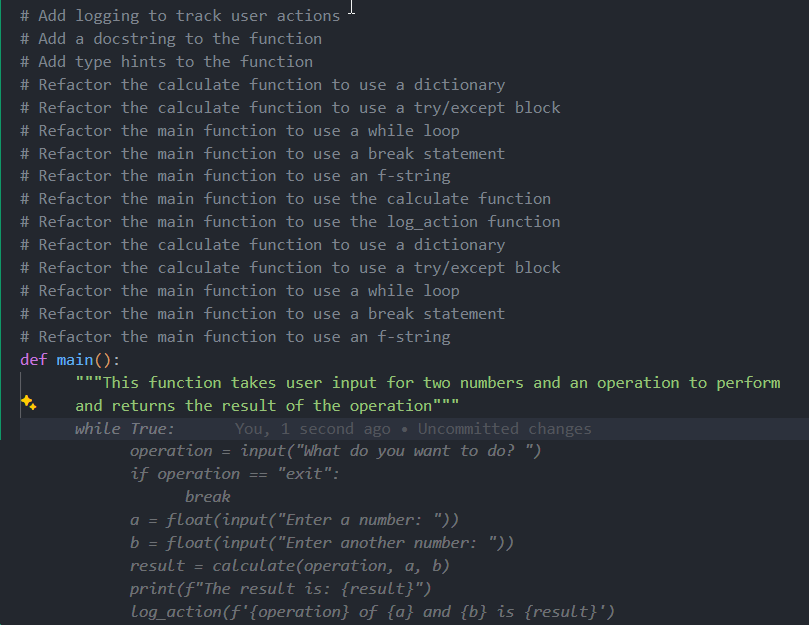 # Add logging to track user actions
# Add a docstring to the function
# Add type hints to the function
# Refactor the calculate function to use a dictionary
# Refactor the calculate function to use a try/except block
# Refactor the main function to use a while loop
# Refactor the main function to use a break statement
# Refactor the main function to use an f-string
# Refactor the main function to use the calculate function
# Refactor the main function to use the log_action function
# Refactor the calculate function to use a dictionary
# Refactor the calculate function to use a try/except block
# Refactor the main function to use a while loop
# Refactor the main function to use a break statement
# Refactor the main function to use an f-string
def main():
    """This function takes user input for two numbers and an operation to perform
    and returns the result of the operation"""
    while True:     You, 1 second ago • Uncommitted changes
        operation = input("What do you want to do? ")
        if operation == "exit":
            break
        a = float(input("Enter a number: "))
        b = float(input("Enter another number: "))
        result = calculate(operation, a, b)
        print(f"The result is: {result}")
        log_action(f'{operation} of {a} and {b} is {result}')